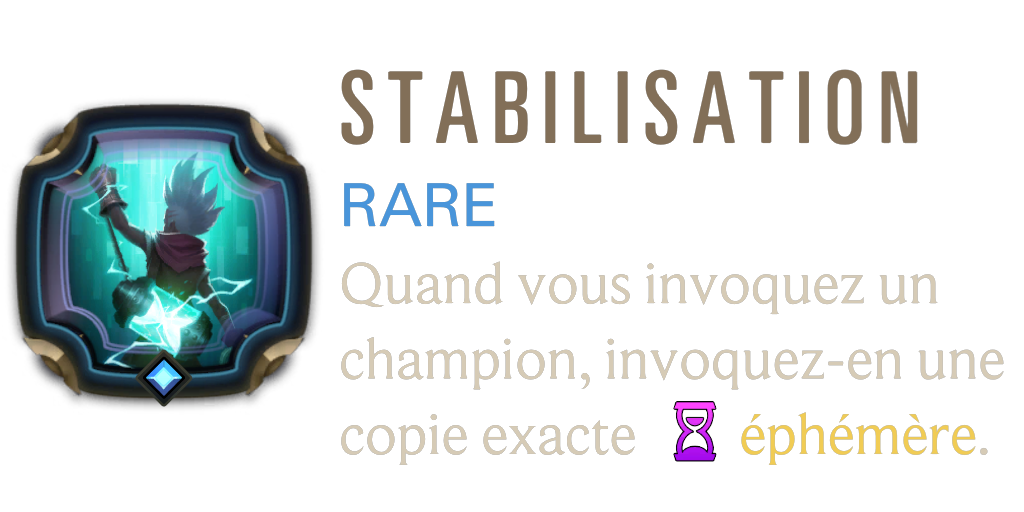 STABILISATION
RARE
Quand vous invoquez un
champion, invoquez-en une
copie exacte éphémère.